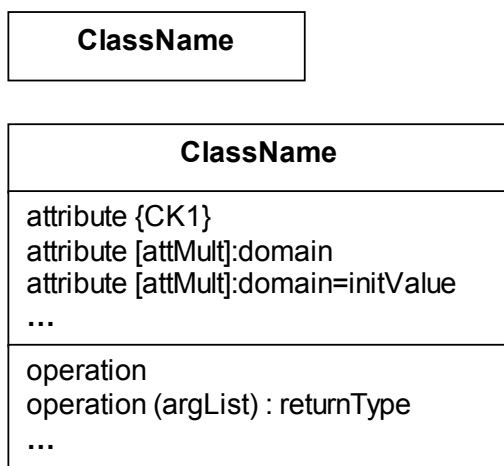 ClassName
ClassName
attribute {CK1}
attribute [attMult]:domain
attribute [attMult]:domain=initValue
...
operation
operation (argList) : returnType
...